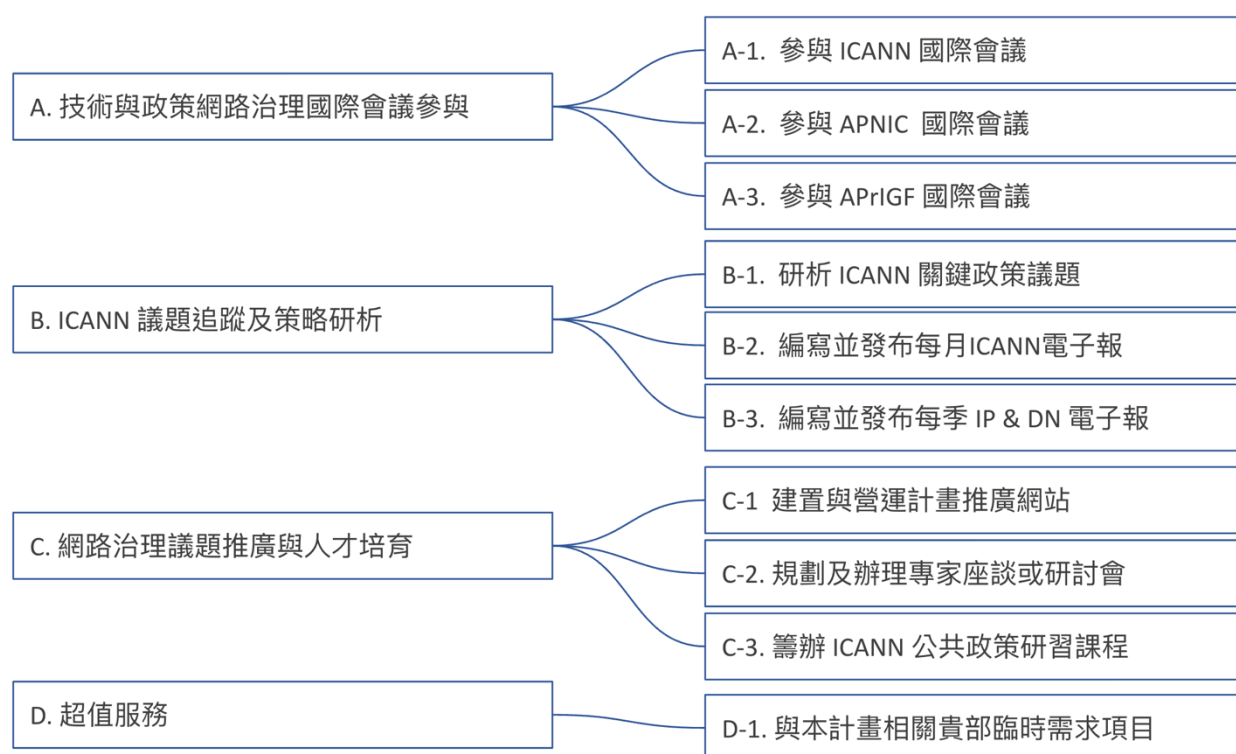 A. 技術與政策網路治理國際會議參與
A-1. 參與 ICANN 國際會議
A-2. 參與 APNIC 國際會議
A-3. 參與 APrIGF 國際會議
B. ICANN 議題追蹤及策略研析
B-1. 研析 ICANN 關鍵政策議題
B-2. 編寫並發布每月ICANN電子報
B-3. 編寫並發布每季 IP & DN 電子報
C. 網路治理議題推廣與人才培育
C-1 建置與營運計畫推廣網站
C-2. 規劃及辦理專家座談或研討會
C-3. 籌辦 ICANN 公共政策研習課程
D. 超值服務
D-1. 與本計畫相關貴部臨時需求項目